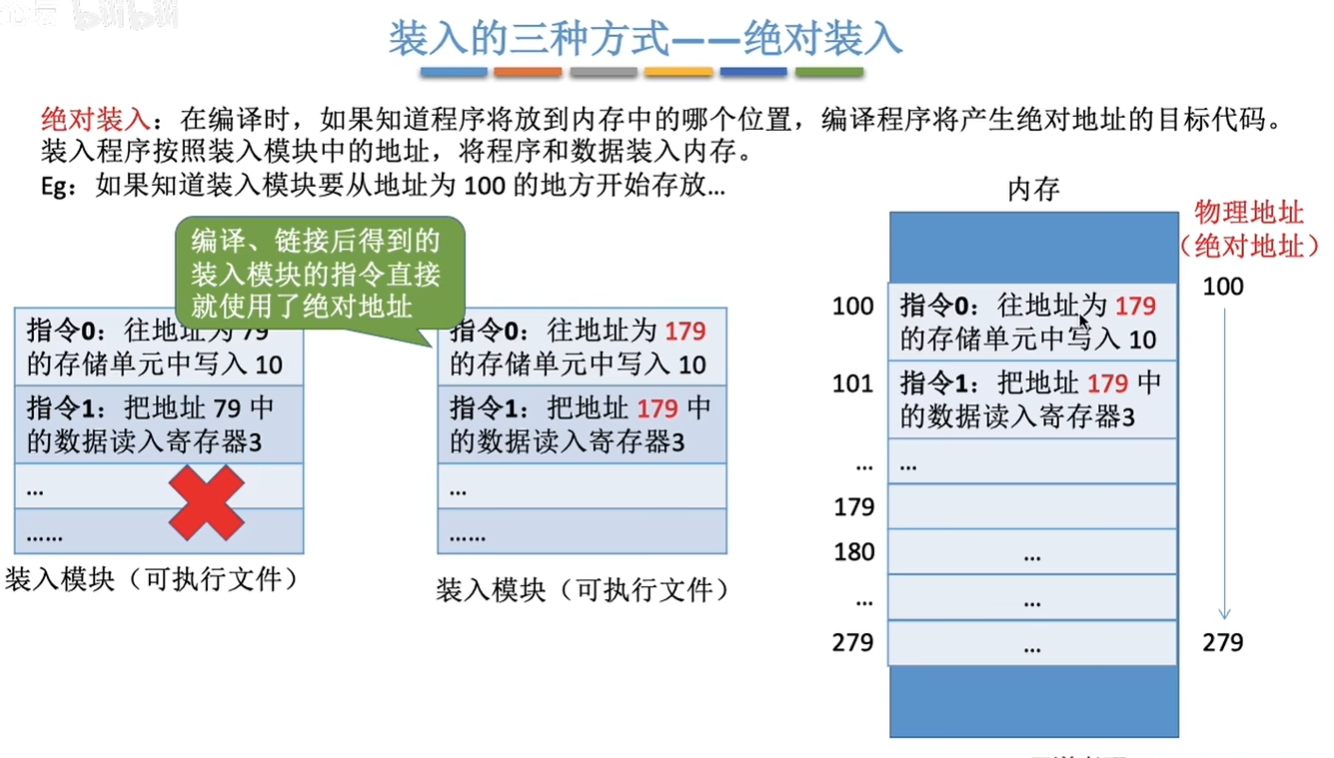 bilibili
装入的三种方式——绝对装入
绝对装入：在编译时，如果知道程序将放到内存中的哪个位置，编译程序将产生绝对地址的目标代码。
装入程序按照装入模块中的地址，将程序和数据装入内存。
Eg：如果知道装入模块要从地址为 100 的地方开始存放...
编译、链接后得到的
装入模块的指令直接
就使用了绝对地址
指令0：往地址为 79
的存储单元中写入 10
指令1：把地址 79 中
的数据读入寄存器3
...
......
装入模块（可执行文件）
指令0：往地址为 179
的存储单元中写入 10
指令1：把地址 179 中
的数据读入寄存器3
...
......
装入模块（可执行文件）
内存
物理地址
（绝对地址）
100
279
100
指令0：往地址为 179
的存储单元中写入 10
101
指令1：把地址 179 中
的数据读入寄存器3
... ...
179
180 ...
... ...
279 ...